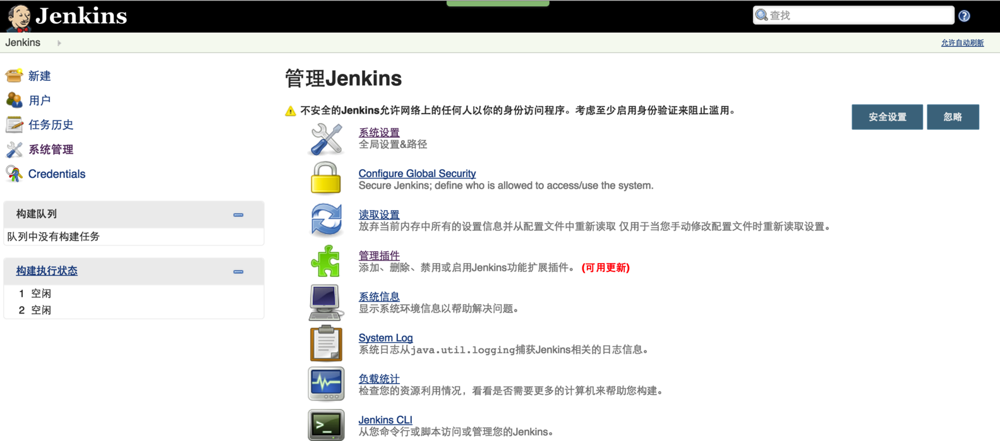 Jenkins
查找
Jenkins
允许自动刷新
新建
用户
任务历史
系统管理
Credentials
构建队列
队列中没有构建任务
构建执行状态
1 空闲
2 空闲
管理Jenkins
不安全的Jenkins允许网络上的任何人以你的身份访问程序。考虑至少启用身份验证来阻止滥用。
安全设置
忽略
系统设置
全局设置&路径
Configure Global Security
Secure Jenkins; define who is allowed to access/use the system.
读取设置
放弃当前内存中所有的设置信息并从配置文件中重新读取 仅用于当您手动修改配置文件时重新读取设置。
管理插件
添加、删除、禁用或启用Jenkins功能扩展插件。 (可用更新)
系统信息
显示系统环境信息以帮助解决问题。
System Log
系统日志从java.util.logging捕获Jenkins相关的日志信息。
负载统计
检查您的资源利用情况，看看是否需要更多的计算机来帮助您构建。
Jenkins CLI
从您命令行或脚本访问或管理您的Jenkins。